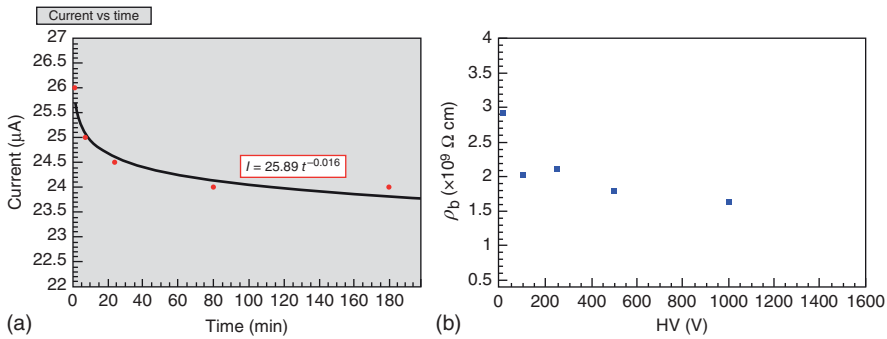 Current vs time
27
26
25.5
26.5
25
24.5
24
23.5
23
22.5
22
Current (µA)
I = 25.89 t^−0.016
0 20 40 60 80 100 120 140 160 180
Time (min)
(a)
4
3.5
3
2.5
2
1.5
1
0.5
ρb (×10⁹ Ω cm)
0 200 400 600 800 1000 1200 1400 1600
HV (V)
(b)